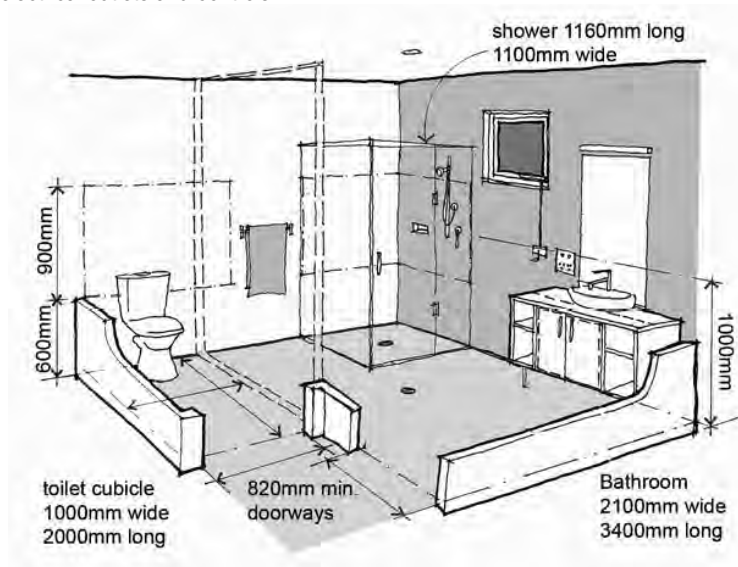 shower 1160mm long
1100mm wide
900mm
600mm
1000mm
toilet cubicle
1000mm wide
2000mm long
820mm min.
doorways
Bathroom
2100mm wide
3400mm long